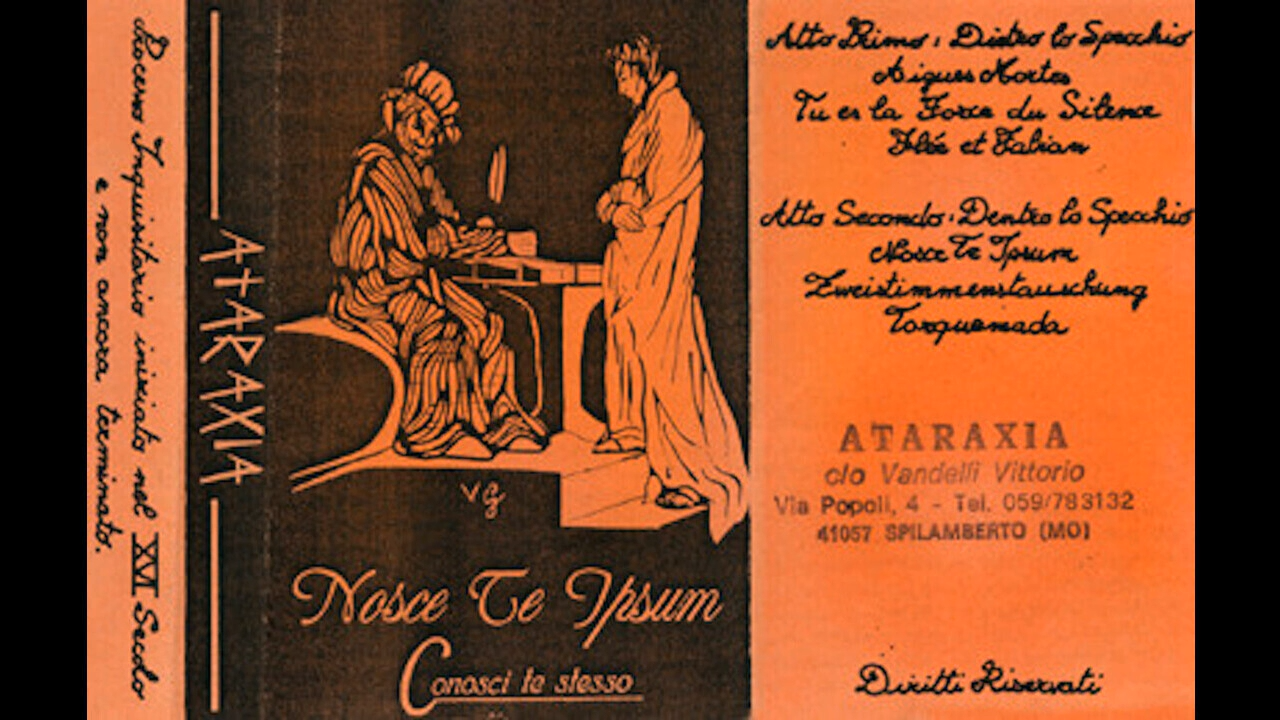 Processo Inquisitorio iniziato nel XVI Secolo
e non ancora terminato.
ATARAXIA
VG
Nosce Te Ipsum
Conosci te stesso
Atto Primo: Dietro lo Specchio
Aigues Mortes
Tu es la Force du Silence
et Fabian
Atto Secondo: Dentro lo Specchio
Nosce Te Ipsum
Zweistimmenstauschung
Torquemada
ATARAXIA
c/o Vandelli Vittorio
Via Popoli, 4 - Tel. 059/783132
41057 SPILAMBERTO (MO)
Diritti Riservati